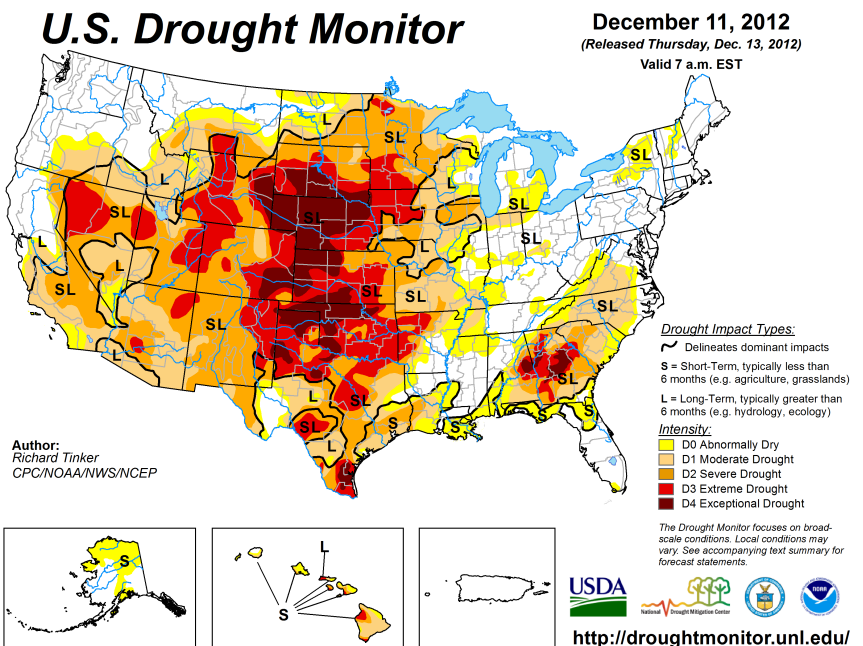 U.S. Drought Monitor
December 11, 2012
(Released Thursday, Dec. 13, 2012)
Valid 7 a.m. EST
L
SL
SL
L
L
SL
SL
SL
SL
L
SL
L
L
SL
SL
SL
SL
SL
L
SL
L
SL
SL
S
L
S
S
S
Drought Impact Types:
Delineates dominant impacts
S = Short-Term, typically less than
6 months (e.g. agriculture, grasslands)
L = Long-Term, typically greater than
6 months (e.g. hydrology, ecology)
Intensity:
D0 Abnormally Dry
D1 Moderate Drought
D2 Severe Drought
D3 Extreme Drought
D4 Exceptional Drought
Author:
Richard Tinker
CPC/NOAA/NWS/NCEP
The Drought Monitor focuses on broad-
scale conditions. Local conditions may
vary. See accompanying text summary for
forecast statements.
S
L
S
USDA
National Drought Mitigation Center
NOAA
http://droughtmonitor.unl.edu/